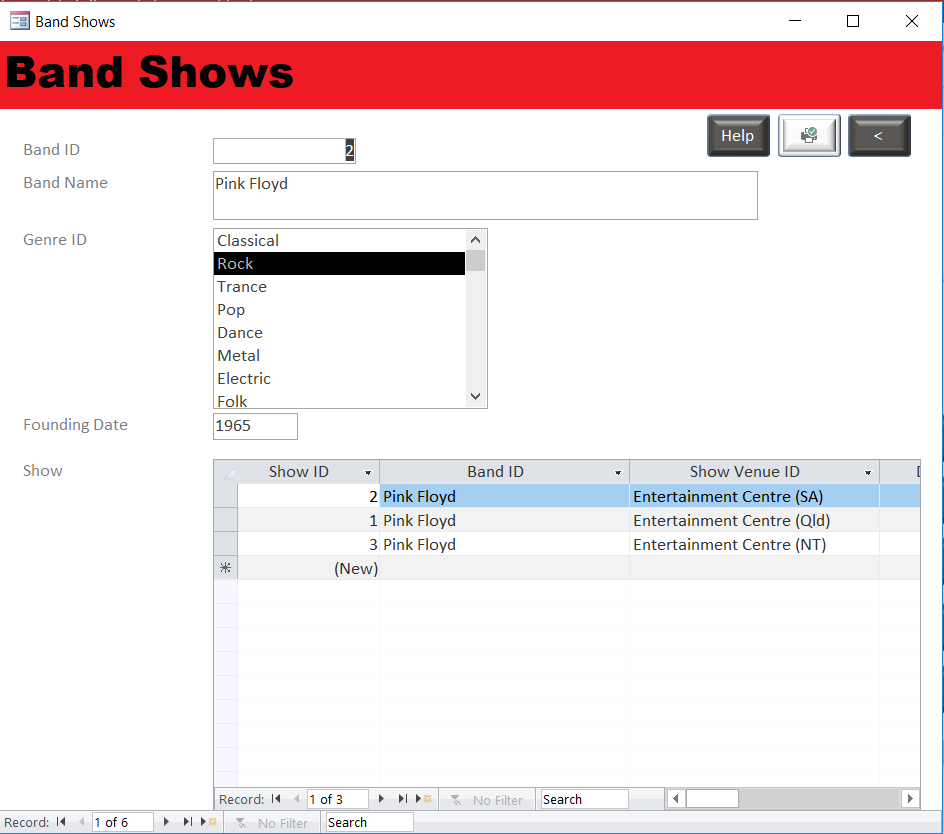 Band Shows
Band Shows
Help <
Band ID 2
Band Name Pink Floyd
Genre ID Classical
Rock
Trance
Pop
Dance
Metal
Electric
Folk
Founding Date 1965
Show Show ID Band ID Show Venue ID
2 Pink Floyd Entertainment Centre (SA)
1 Pink Floyd Entertainment Centre (Qld)
3 Pink Floyd Entertainment Centre (NT)
(New)
Record: 1 of 3 No Filter Search
Record: 1 of 6 No Filter Search